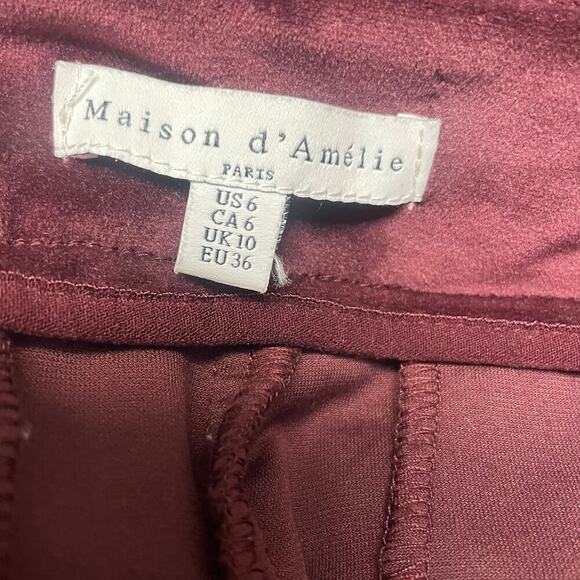 Maison d'Amélie
PARIS
US 6
CA 6
UK 10
EU 36